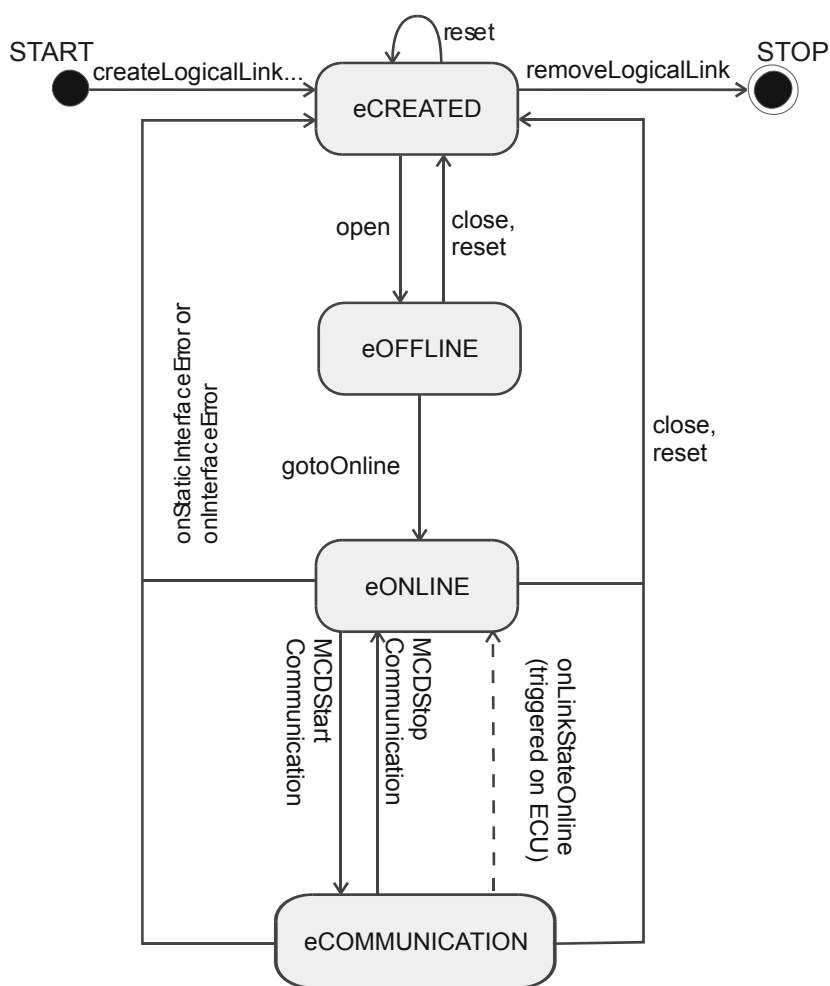 reset
START
STOP
createLogicalLink...
removeLogicalLink
eCREATED
open
close,
reset
eOFFLINE
onStaticInterfaceError or
onInterfaceError
gotoOnline
close,
reset
eONLINE
MCDStart
Communication
MCDStop
Communication
onLinkStateOnline
(triggered on ECU)
eCOMMUNICATION